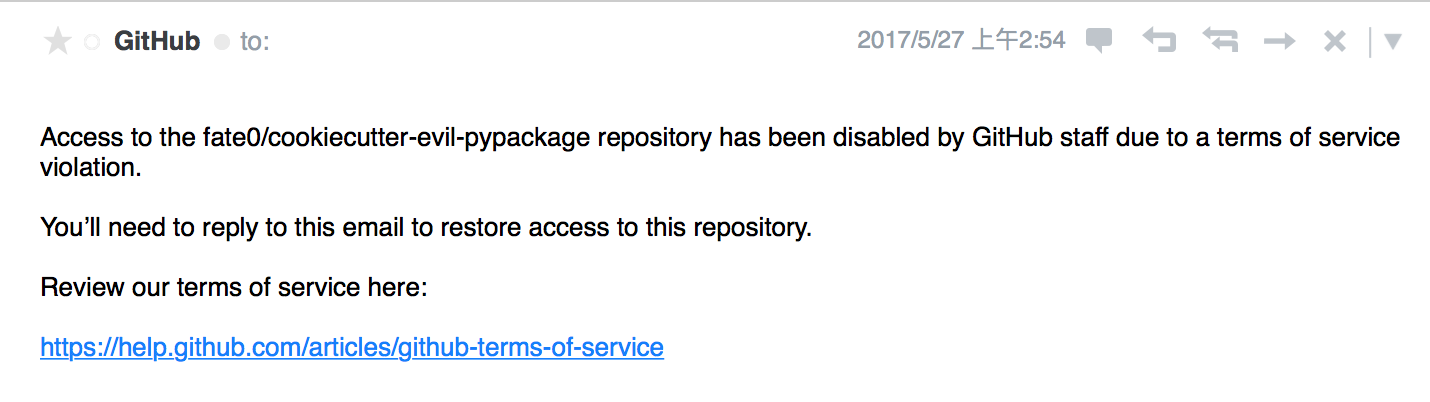 GitHub to: 2017/5/27 上午2:54
Access to the fate0/cookiecutter-evil-pypackage repository has been disabled by GitHub staff due to a terms of service
violation.
You’ll need to reply to this email to restore access to this repository.
Review our terms of service here:
https://help.github.com/articles/github-terms-of-service